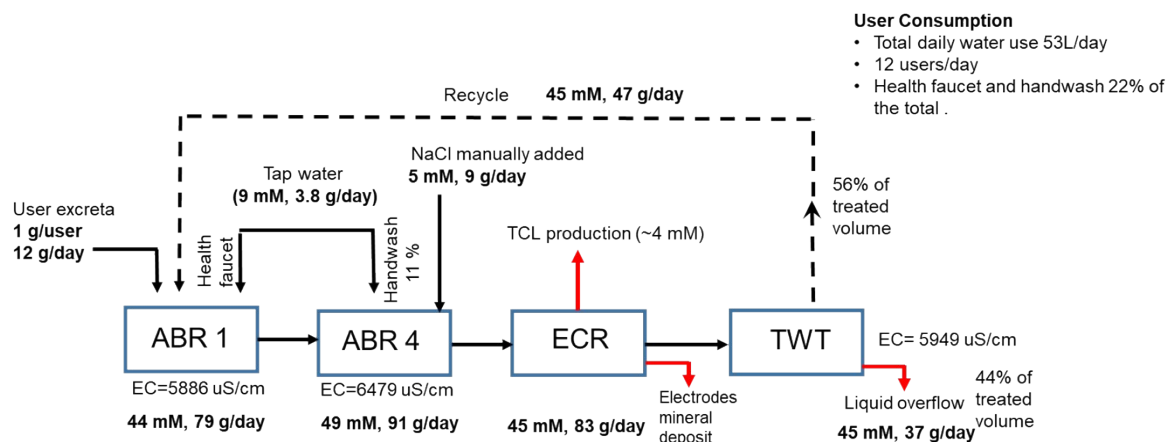 User Consumption
• Total daily water use 53L/day
• 12 users/day
• Health faucet and handwash 22% of
the total .
Recycle 45 mM, 47 g/day
NaCl manually added
5 mM, 9 g/day
Tap water
(9 mM, 3.8 g/day)
56% of
treated
volume
User excreta
1 g/user
12 g/day
Health
faucet
Handwash
11 %
TCL production (~4 mM)
ABR 1
ABR 4
ECR
TWT
EC= 5949 uS/cm
EC=5886 uS/cm
EC=6479 uS/cm
44 mM, 79 g/day
49 mM, 91 g/day
45 mM, 83 g/day
Electrodes
mineral
deposit
Liquid overflow
45 mM, 37 g/day
44% of
treated
volume